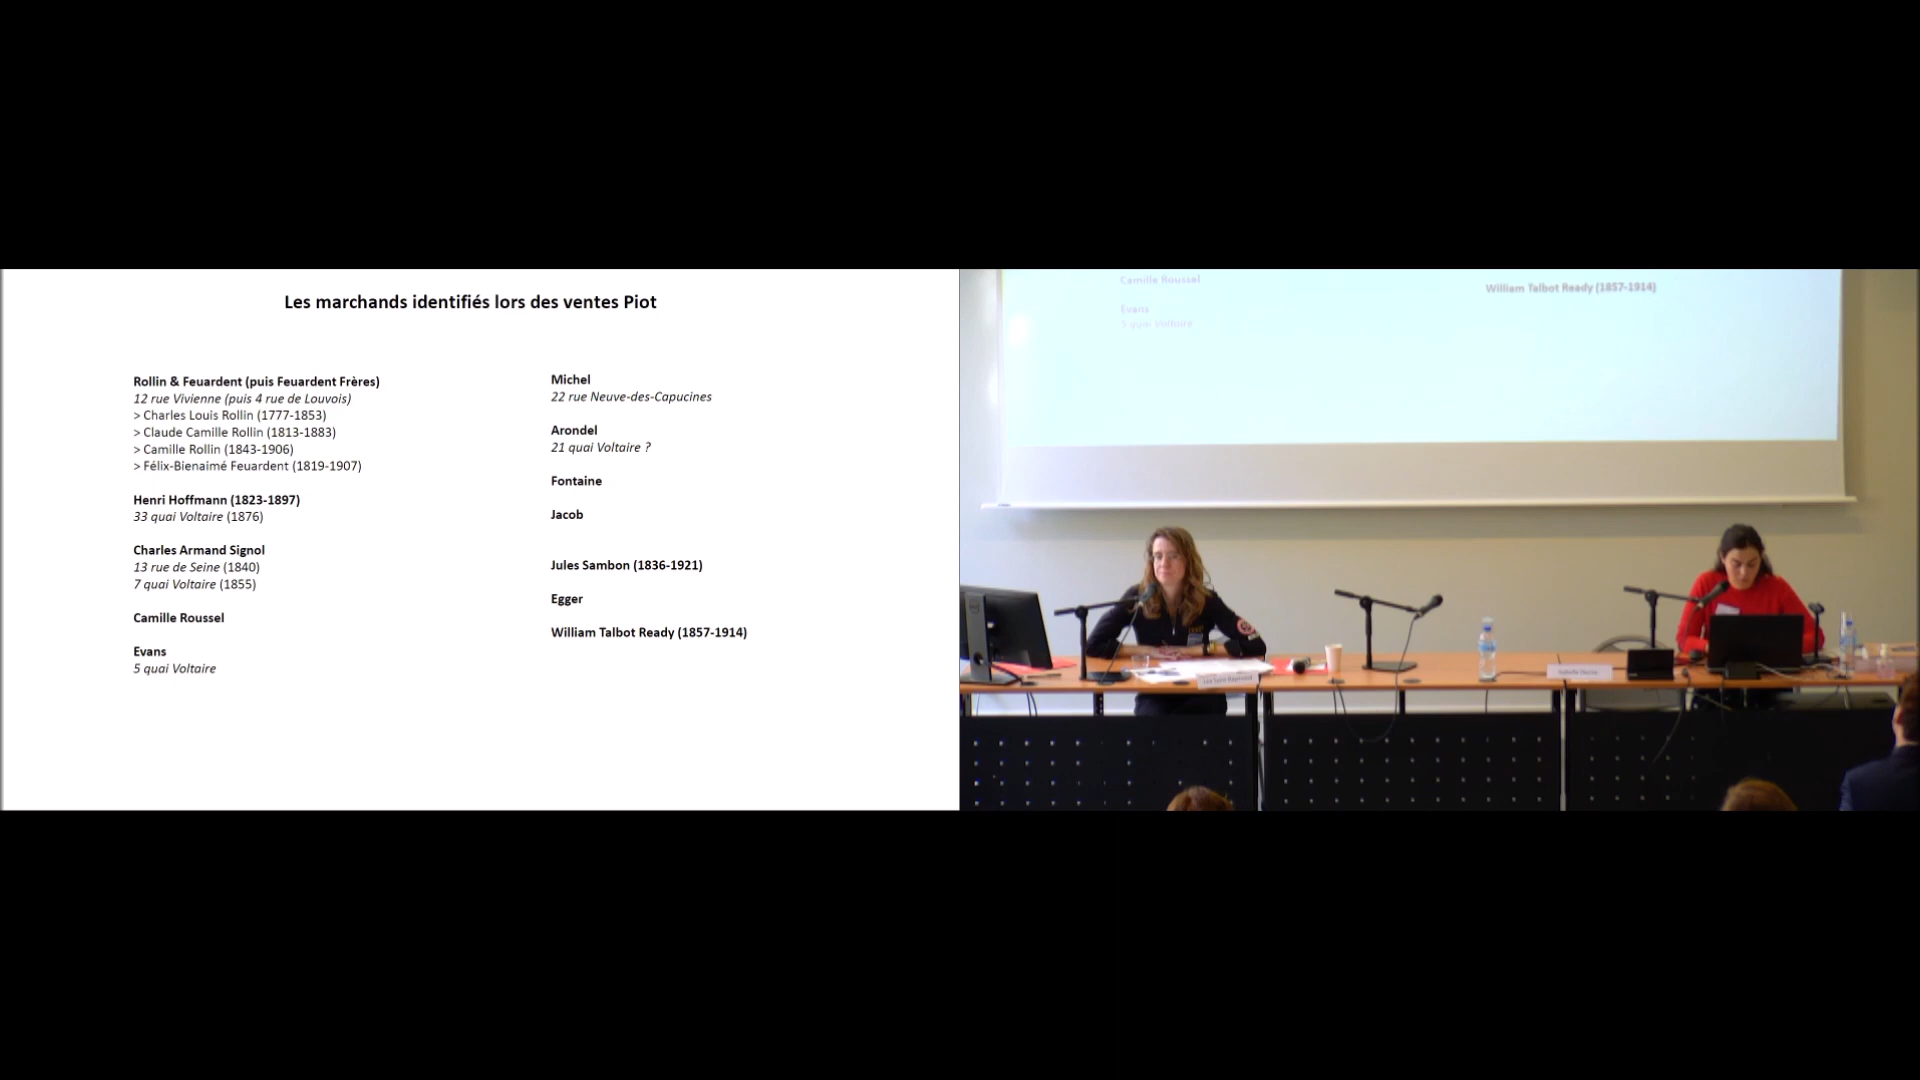 Les marchands identifiés lors des ventes Piot
Rollin & Feuardent (puis Feuardent Frères)
12 rue Vivienne (puis 4 rue de Louvois)
> Charles Louis Rollin (1777-1853)
> Claude Camille Rollin (1813-1883)
> Camille Rollin (1843-1906)
> Félix-Bienaimé Feuardent (1819-1907)
Henri Hoffmann (1823-1897)
33 quai Voltaire (1876)
Charles Armand Signol
13 rue de Seine (1840)
7 quai Voltaire (1855)
Camille Roussel
Evans
5 quai Voltaire
Michel
22 rue Neuve-des-Capucines
Arondel
21 quai Voltaire ?
Fontaine
Jacob
Jules Sambon (1836-1921)
Egger
William Talbot Ready (1857-1914)
Camille Roussel
Evans
5 quai Voltaire
William Talbot Ready (1857-1914)